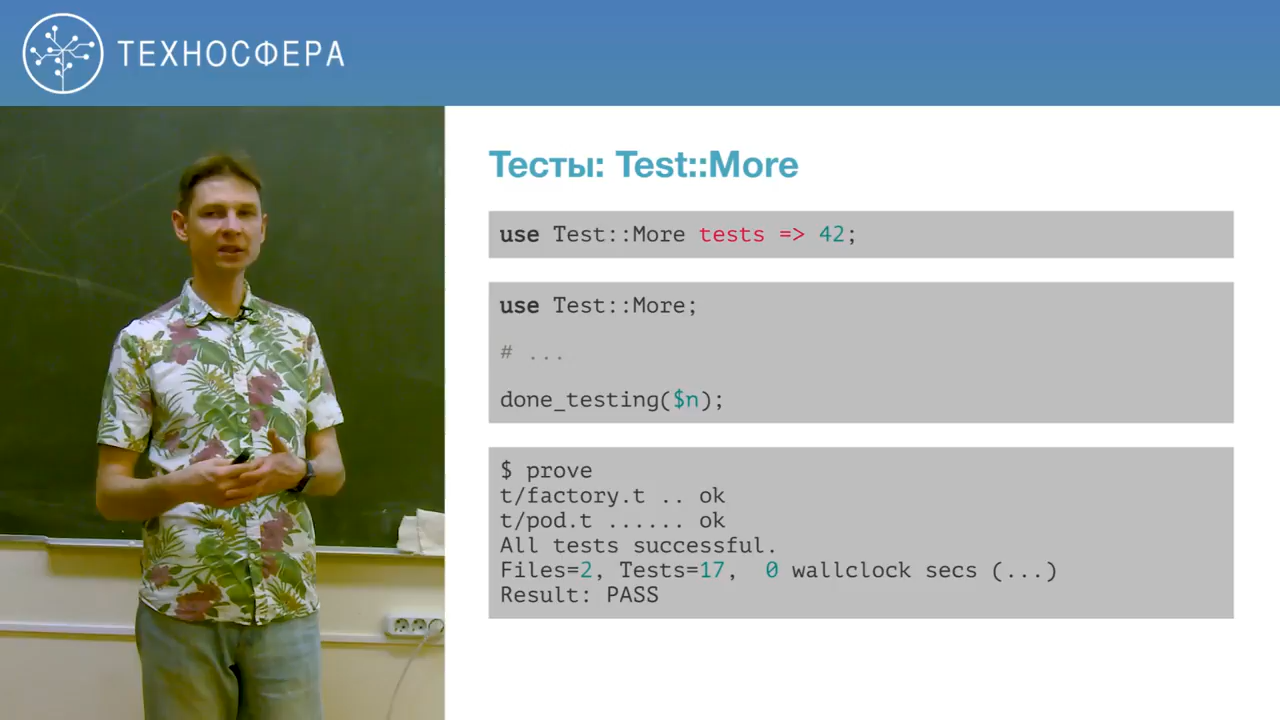 ТЕХНОСФЕРА
Тесты: Test::More
use Test::More tests => 42;
use Test::More;
# ...
done_testing($n);
$ prove
t/factory.t .. ok
t/pod.t ...... ok
All tests successful.
Files=2, Tests=17,  0 wallclock secs (...)
Result: PASS